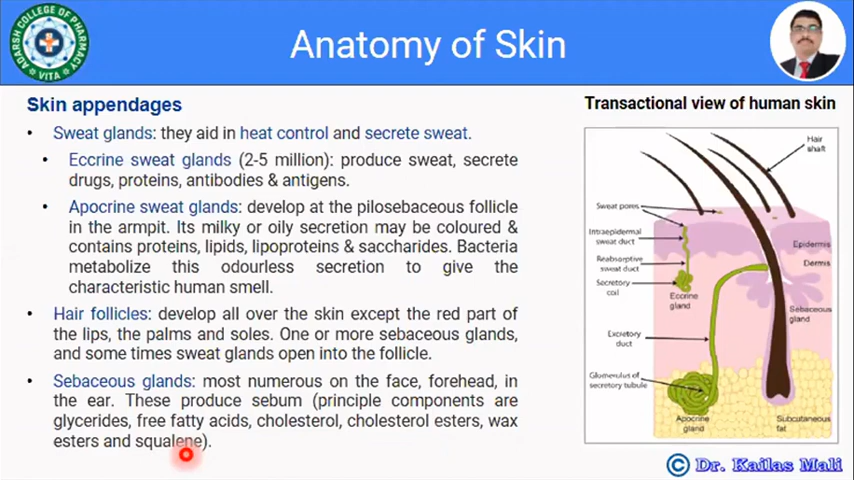 ADARSH COLLEGE OF PHARMACY
VITA
Anatomy of Skin
Skin appendages
• Sweat glands: they aid in heat control and secrete sweat.
• Eccrine sweat glands (2-5 million): produce sweat, secrete
drugs, proteins, antibodies & antigens.
• Apocrine sweat glands: develop at the pilosebaceous follicle
in the armpit. Its milky or oily secretion may be coloured &
contains proteins, lipids, lipoproteins & saccharides. Bacteria
metabolize this odourless secretion to give the
characteristic human smell.
• Hair follicles: develop all over the skin except the red part of
the lips, the palms and soles. One or more sebaceous glands,
and some times sweat glands open into the follicle.
• Sebaceous glands: most numerous on the face, forehead, in
the ear. These produce sebum (principle components are
glycerides, free fatty acids, cholesterol, cholesterol esters, wax
esters and squalene).
Transactional view of human skin
Hair
shaft
Sweat pores
Intraepidermal
sweat duct
Reabsorptive
sweat duct
Secretory
coil
Eccrine
gland
Epidermis
Dermis
Sebaceous
gland
Excretory
duct
Glomerulus of
secretory tubule
Apocrine
gland
Subcutaneous
fat
© Dr. Kailas Mali